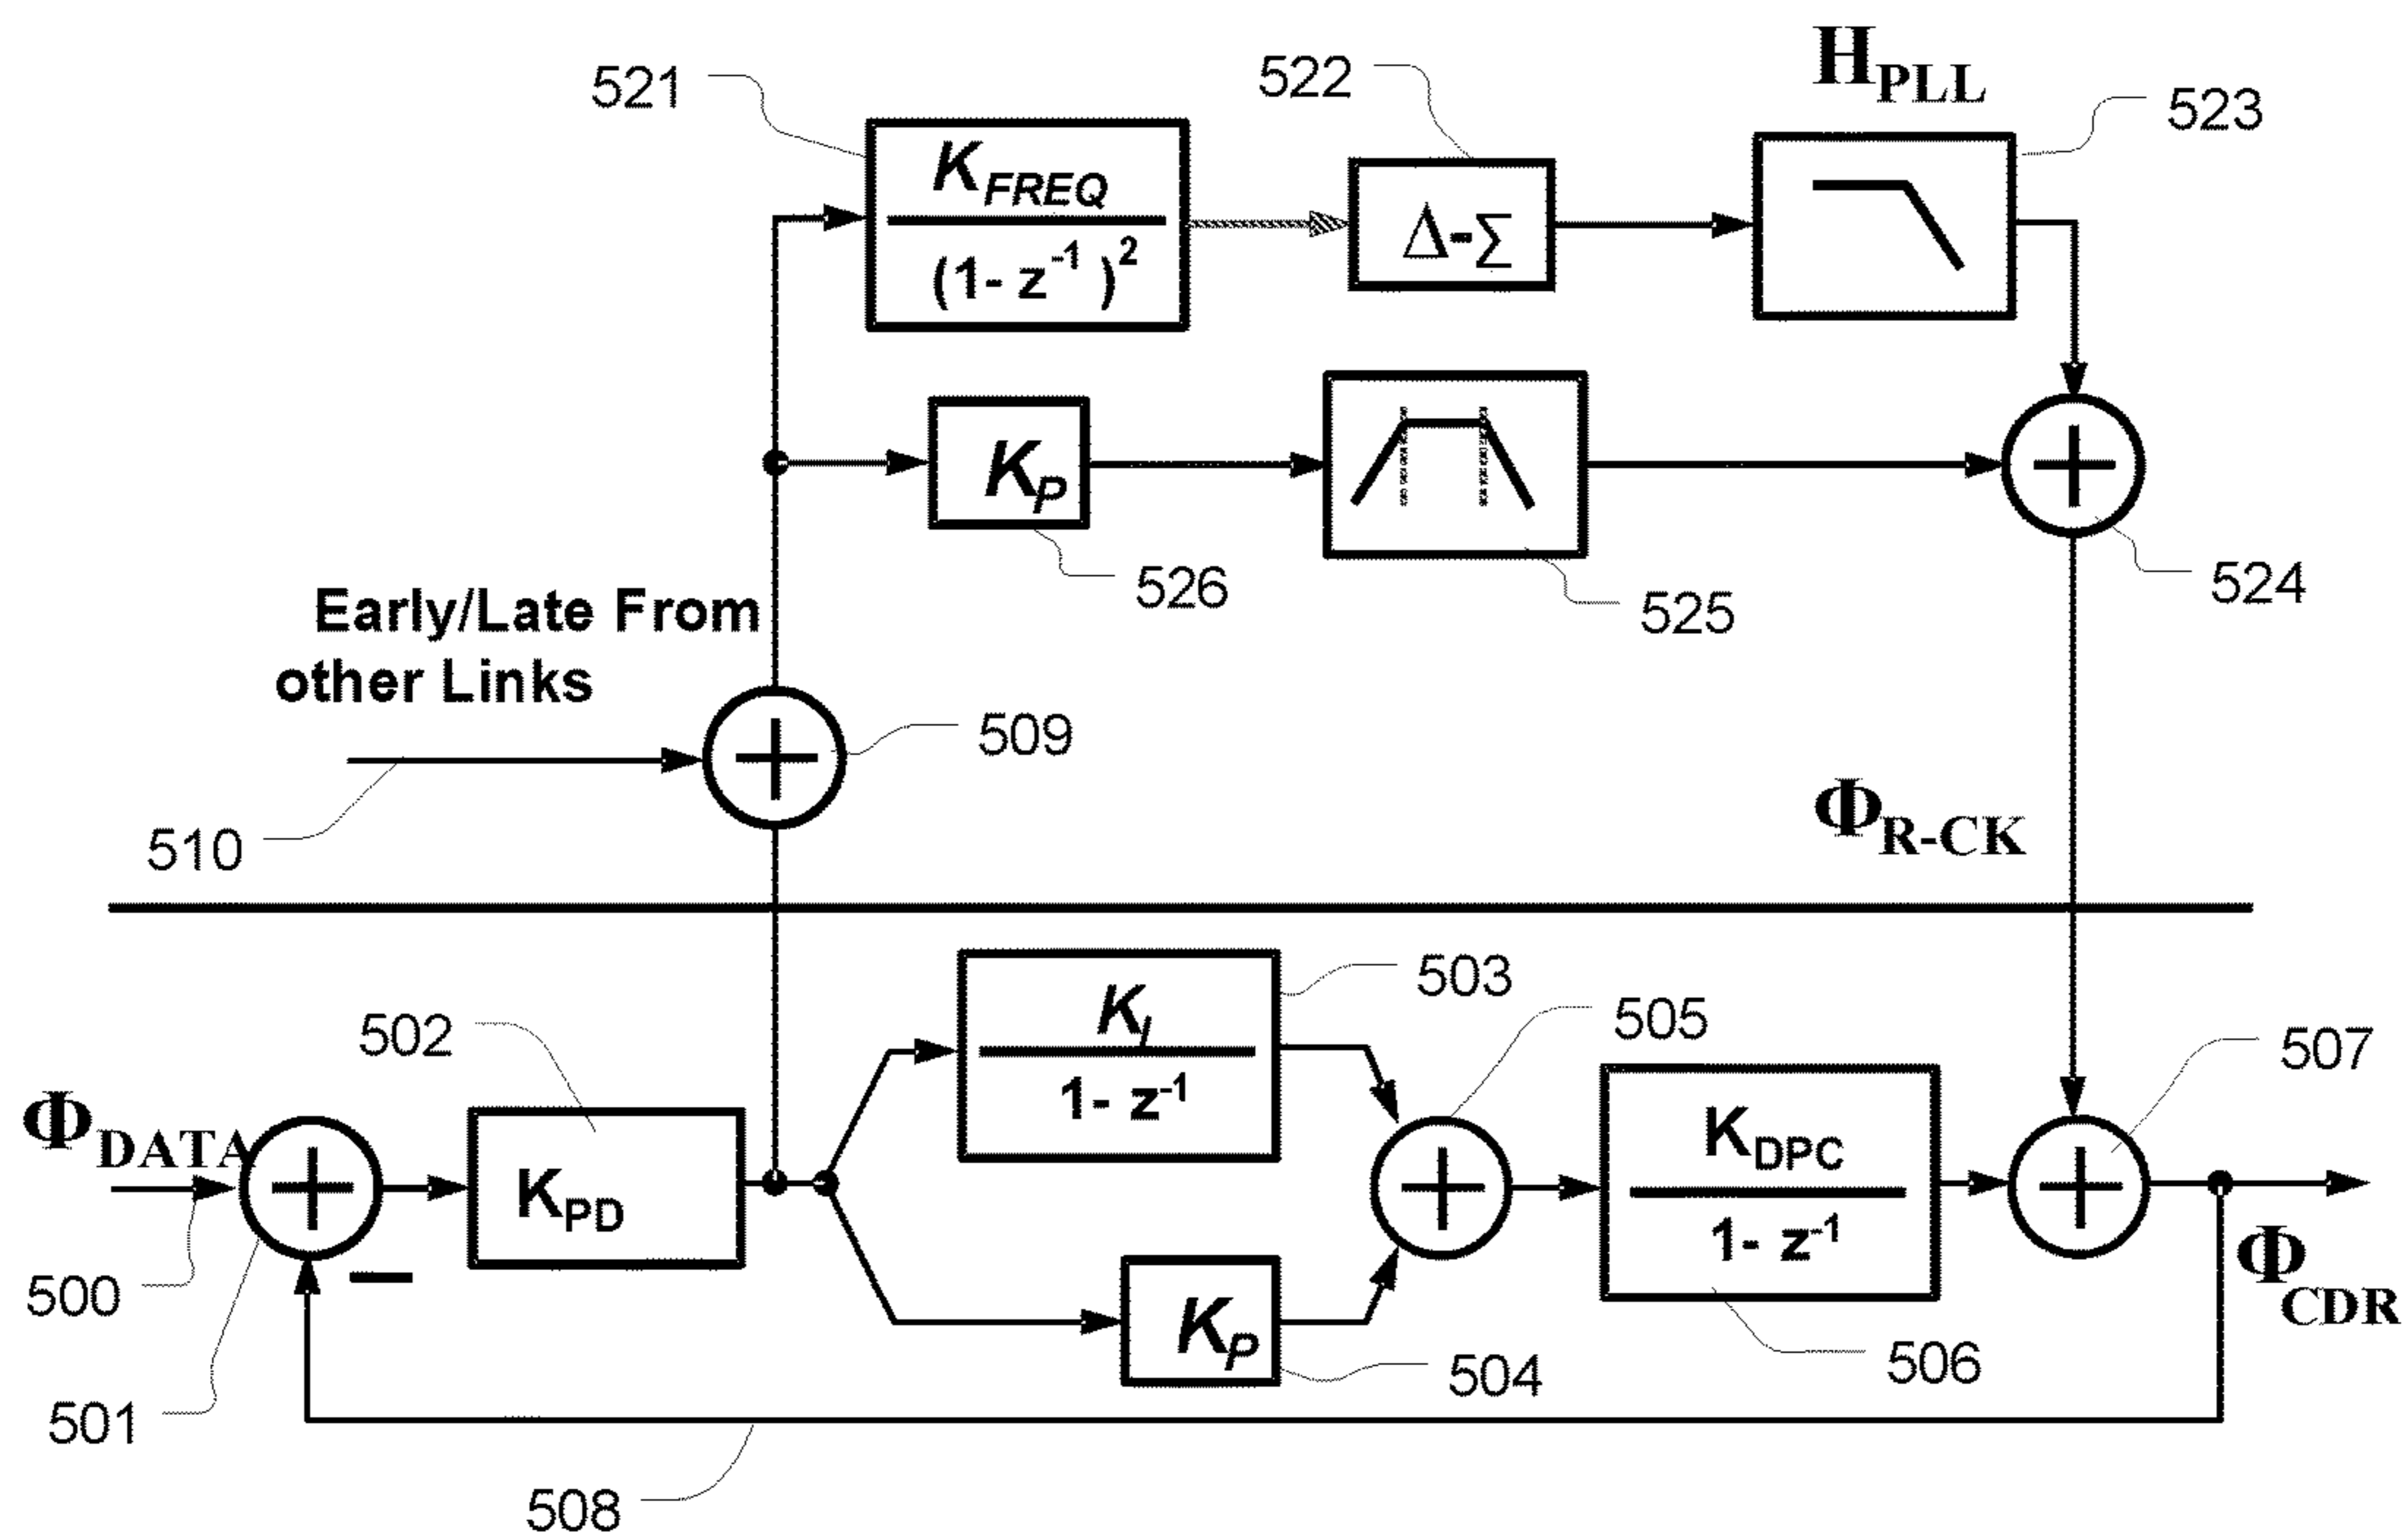 H_PLL
521
522
523
K_FREQ
(1- z^-1 )^2
Δ-Σ
K_P
526
525
524
Early/Late From
other Links
509
510
Φ_R-CK
503
K_I
1- z^-1
502
505
507
Φ_DATA
K_PD
K_DPC
1- z^-1
500
Φ_CDR
K_P
506
504
501
508